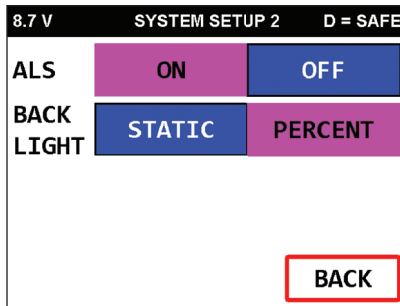 8.7 V SYSTEM SETUP 2 D = SAFE
ALS ON OFF
BACK
LIGHT STATIC PERCENT
BACK